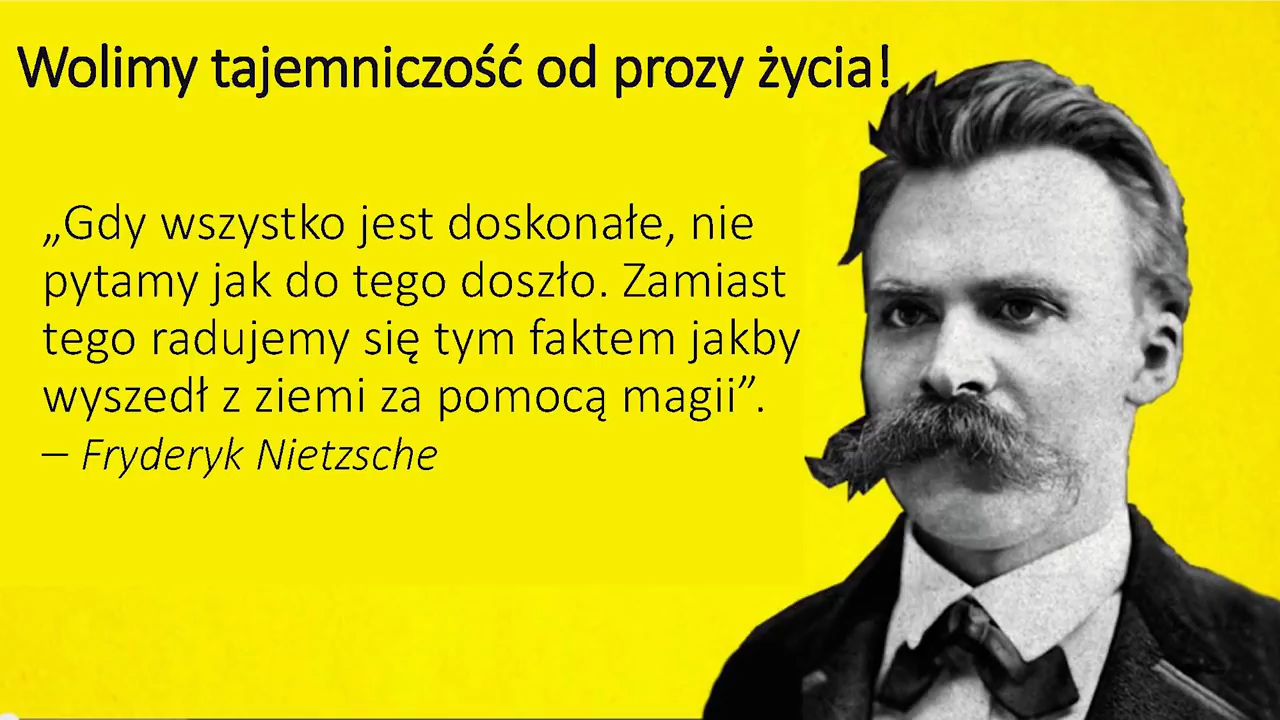 Wolimy tajemniczość od prozy życia!
„Gdy wszystko jest doskonałe, nie
pytamy jak do tego doszło. Zamiast
tego radujemy się tym faktem jakby
wyszedł z ziemi za pomocą magii”.
– Fryderyk Nietzsche